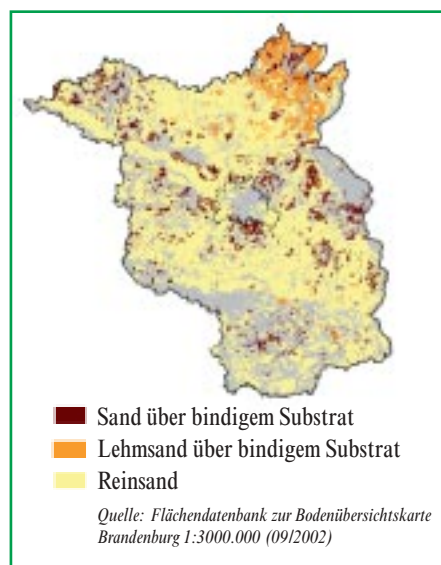 Sand über bindigem Substrat
Lehmsand über bindigem Substrat
Reinsand
Quelle: Flächendatenbank zur Bodenübersichtskarte
Brandenburg 1:3000.000 (09/2002)